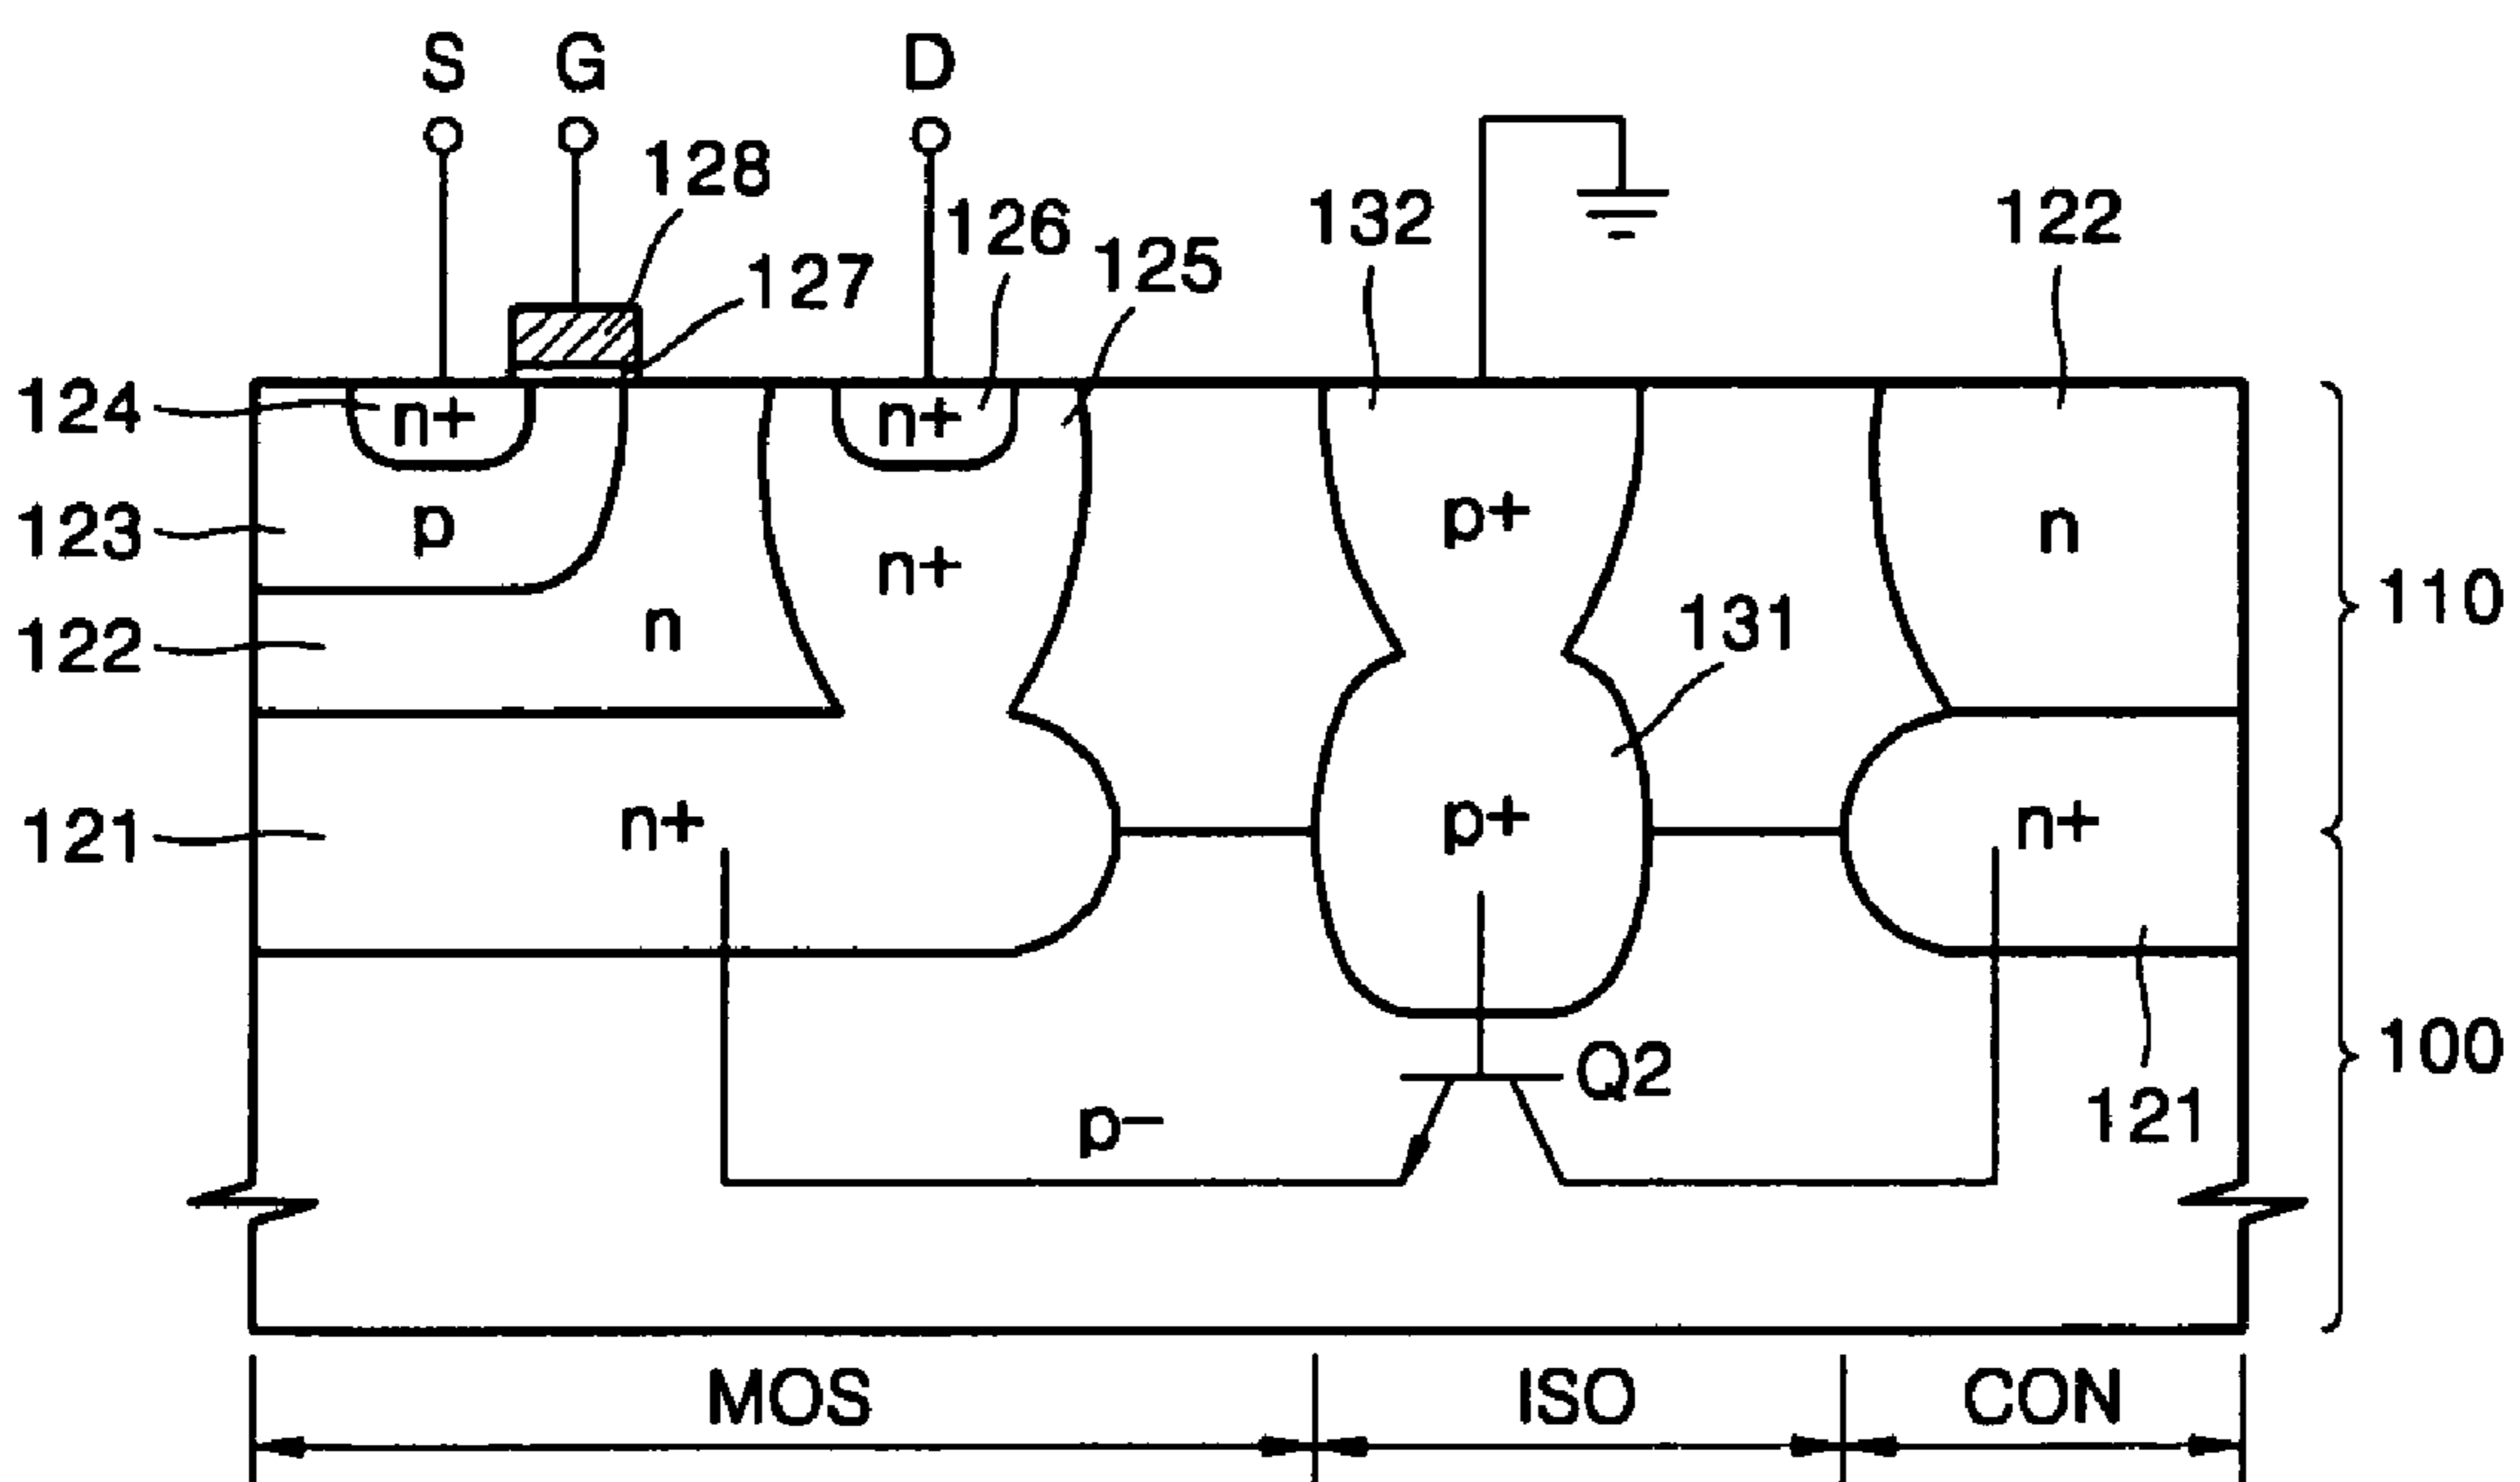 S G D
128
126
132
122
125
127
124 n+ n+
p+
123 p n
n+
110
122 n
131
121 n+ p+ n+
100
Q2
p−
121
MOS ISO CON